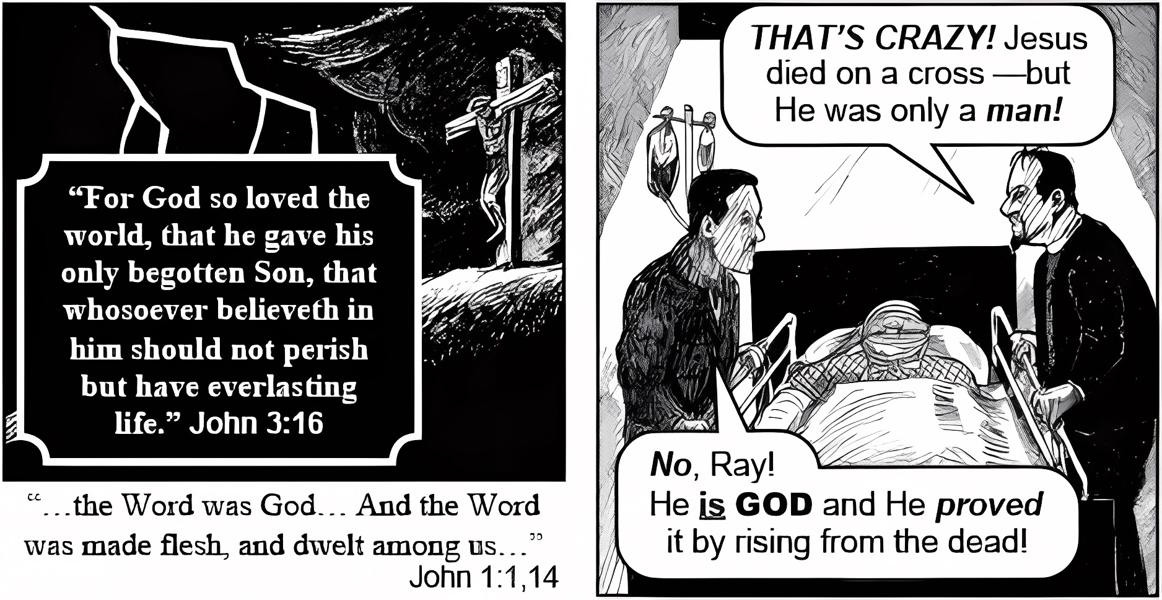 “For God so loved the
world, that he gave his
only begotten Son, that
whosoever believeth in
him should not perish
but have everlasting
life.” John 3:16
“...the Word was God... And the Word
was made flesh, and dwelt among us...”
John 1:1,14
THAT’S CRAZY! Jesus
died on a cross —but
He was only a man!
No, Ray!
He is GOD and He proved
it by rising from the dead!